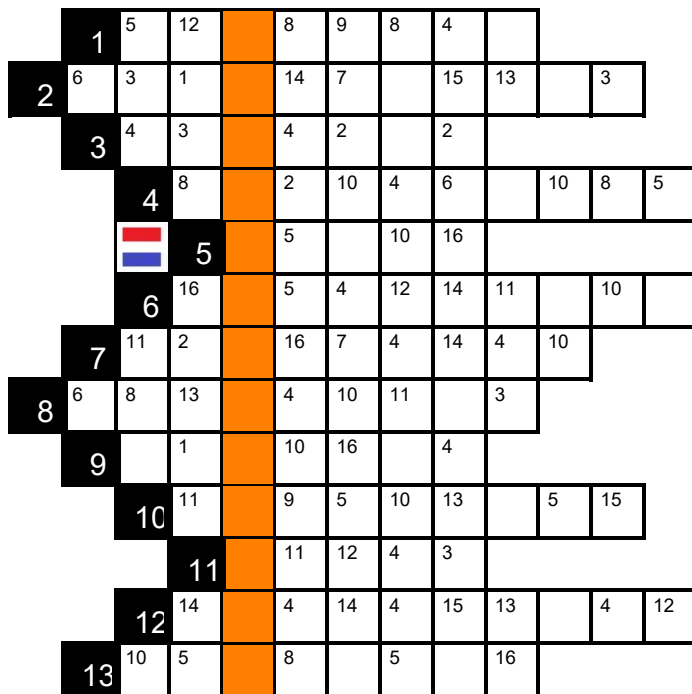 1 5 12 8 9 8 4
2 6 3 1 14 7 15 13 3
3 4 3 4 2 2
4 8 2 10 4 6 10 8 5
5 5 10 16
6 16 5 4 12 14 11 10
7 11 2 16 7 4 14 4 10
8 6 8 13 4 10 11 3
9 1 10 16 4
10 11 9 5 10 13 5 15
11 11 12 4 3
12 14 4 14 4 15 13 4 12
13 10 5 8 5 16